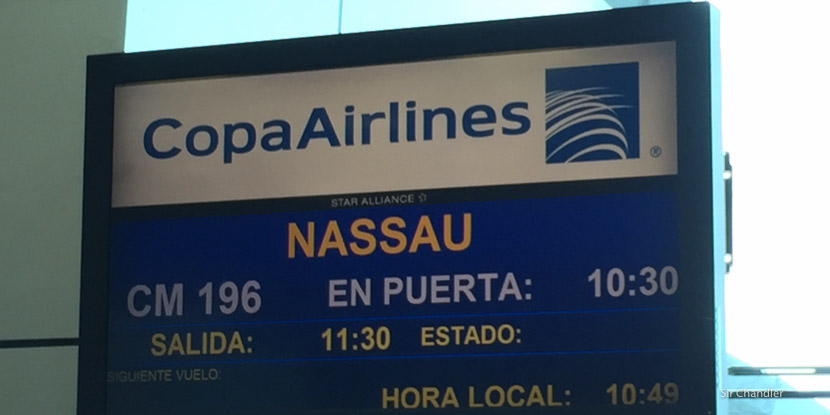 CopaAirlines ®
STAR ALLIANCE
NASSAU
CM 196 EN PUERTA: 10:30
SALIDA: 11:30 ESTADO:
SIGUIENTE VUELO:
HORA LOCAL: 10:49
Sir Chandler